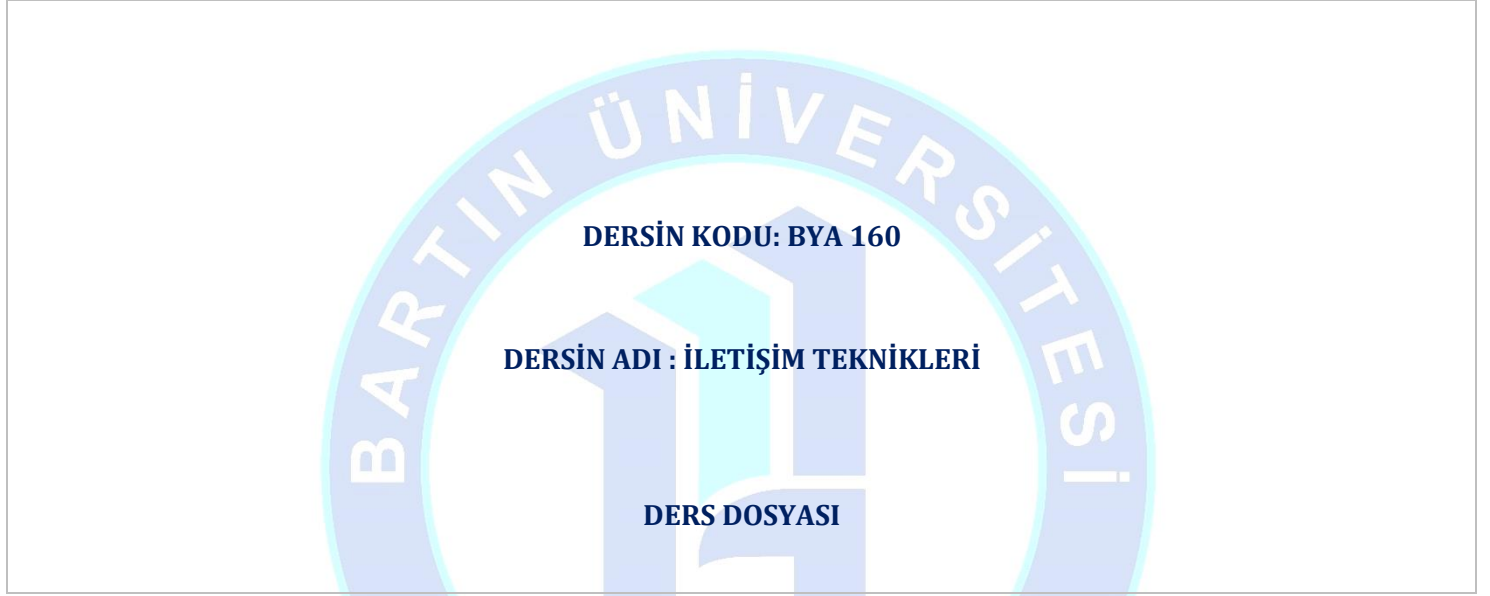 BARTIN ÜNİVERSİTESİ
DERSİN KODU: BYA 160
DERSİN ADI : İLETİŞİM TEKNİKLERİ
DERS DOSYASI